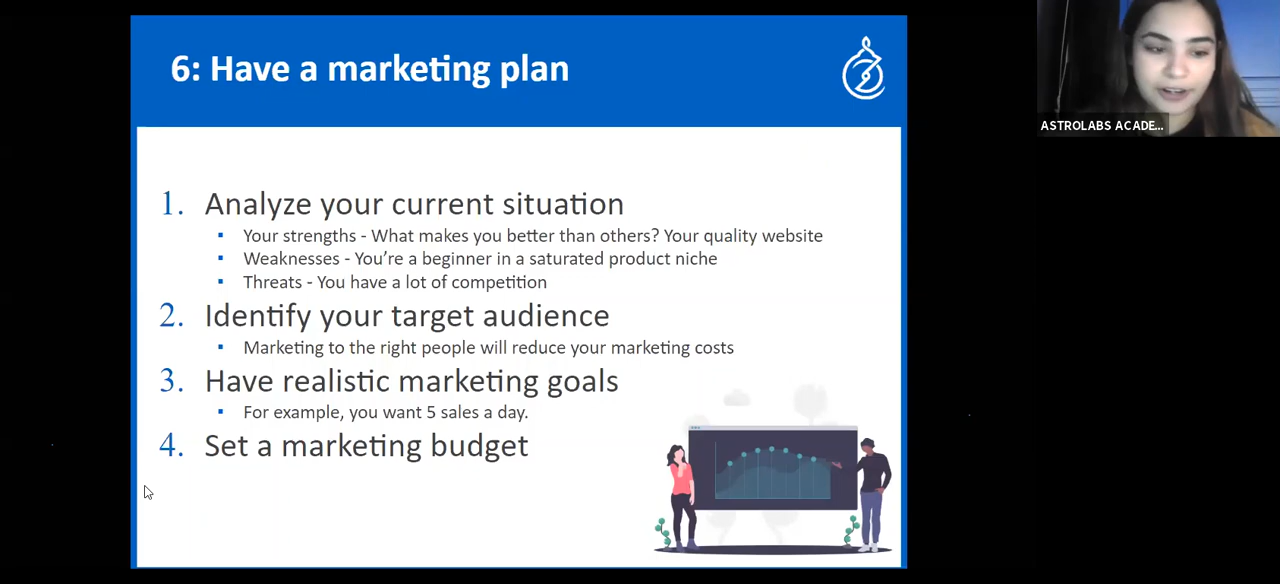 6: Have a marketing plan
ASTROLABS ACADE...
1. Analyze your current situation
▪ Your strengths - What makes you better than others? Your quality website
▪ Weaknesses - You're a beginner in a saturated product niche
▪ Threats - You have a lot of competition
2. Identify your target audience
▪ Marketing to the right people will reduce your marketing costs
3. Have realistic marketing goals
▪ For example, you want 5 sales a day.
4. Set a marketing budget